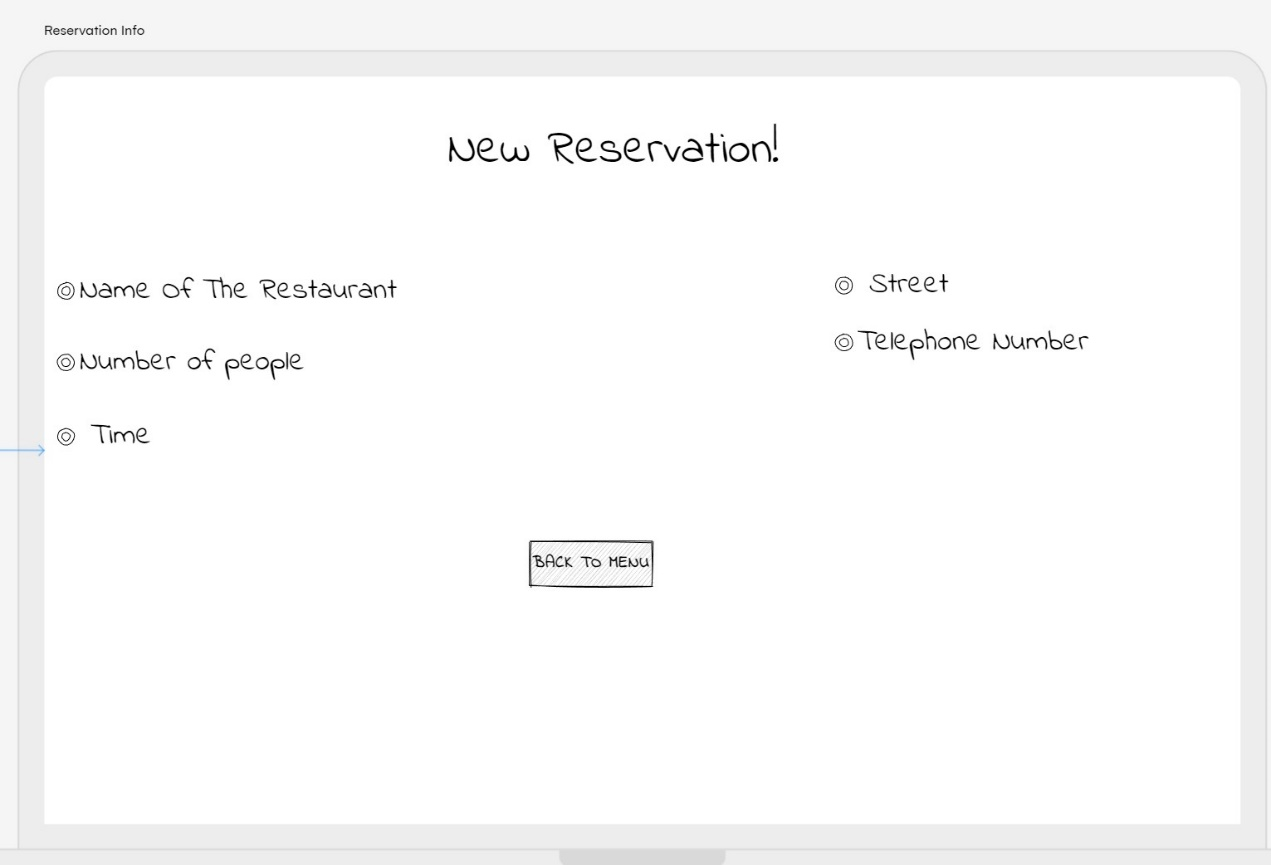 Reservation Info
New Reservation!
Name of The Restaurant
Number of people
Time
Street
Telephone Number
BACK TO MENU